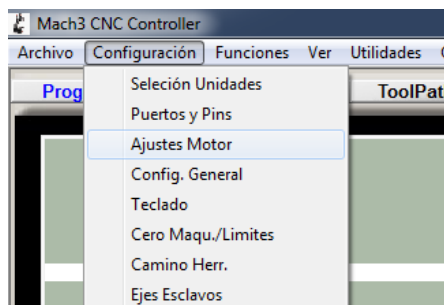 Mach3 CNC Controller
Archivo Configuración Funciones Ver Utilidades
Prog ToolPat
Seleción Unidades
Puertos y Pins
Ajustes Motor
Config. General
Teclado
Cero Maqu./Limites
Camino Herr.
Ejes Esclavos